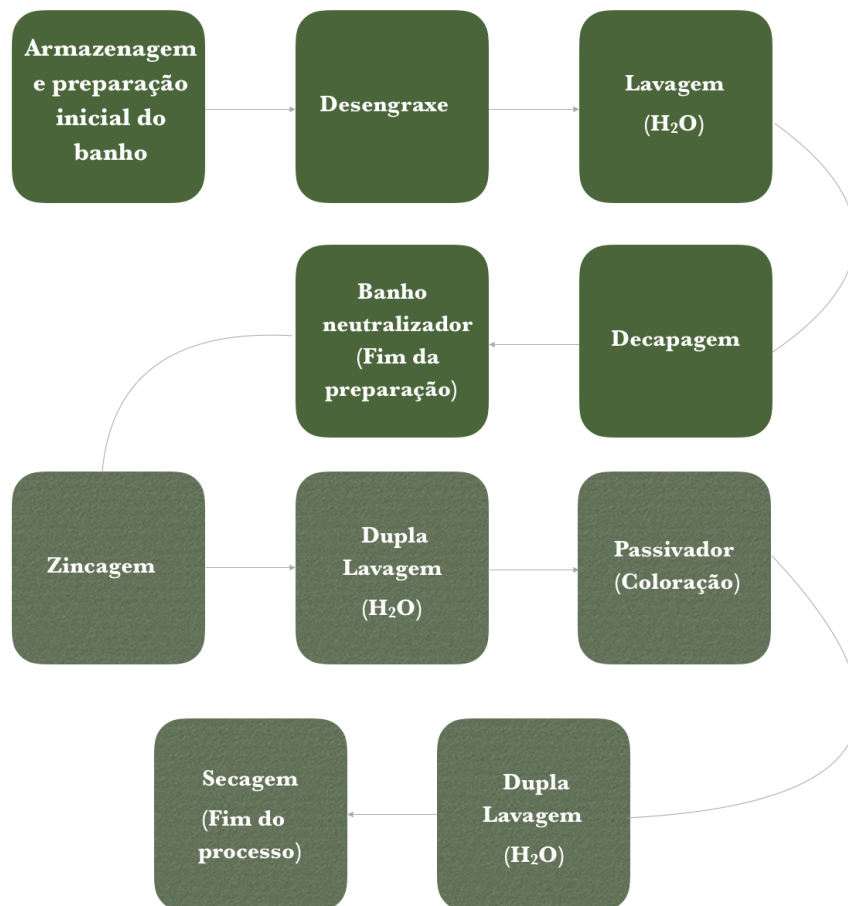 Armazenagem
e preparação
inicial do
banho
Desengraxe
Lavagem
(H₂O)
Decapagem
Banho
neutralizador
(Fim da
preparação)
Zincagem
Dupla
Lavagem
(H₂O)
Passivador
(Coloração)
Dupla
Lavagem
(H₂O)
Secagem
(Fim do
processo)